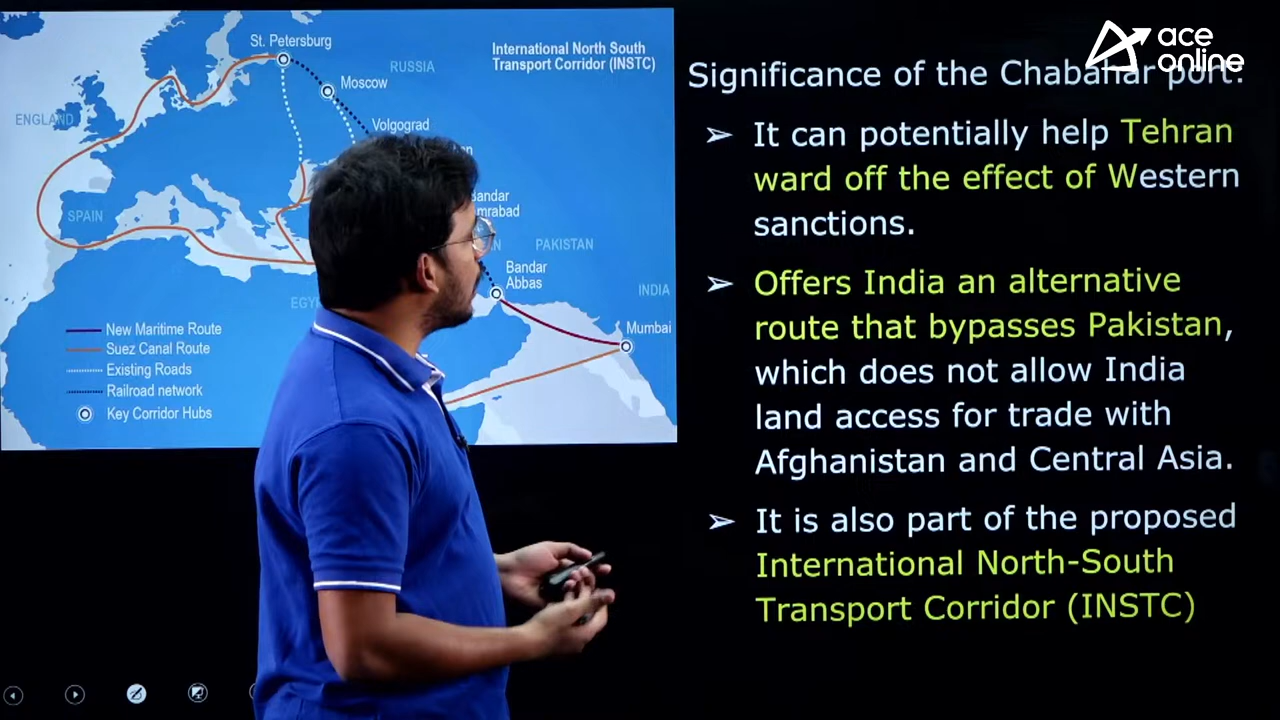 ace
online
St. Petersburg
International North South
Transport Corridor (INSTC)
RUSSIA
Moscow
ENGLAND
Volgograd
SPAIN
Bandar
PAKISTAN
Bandar
Abbas
INDIA
Mumbai
New Maritime Route
Suez Canal Route
Existing Roads
Railroad network
Key Corridor Hubs
Significance of the Chabahar port:
➢ It can potentially help Tehran
ward off the effect of Western
sanctions.
➢ Offers India an alternative
route that bypasses Pakistan,
which does not allow India
land access for trade with
Afghanistan and Central Asia.
➢ It is also part of the proposed
International North-South
Transport Corridor (INSTC)